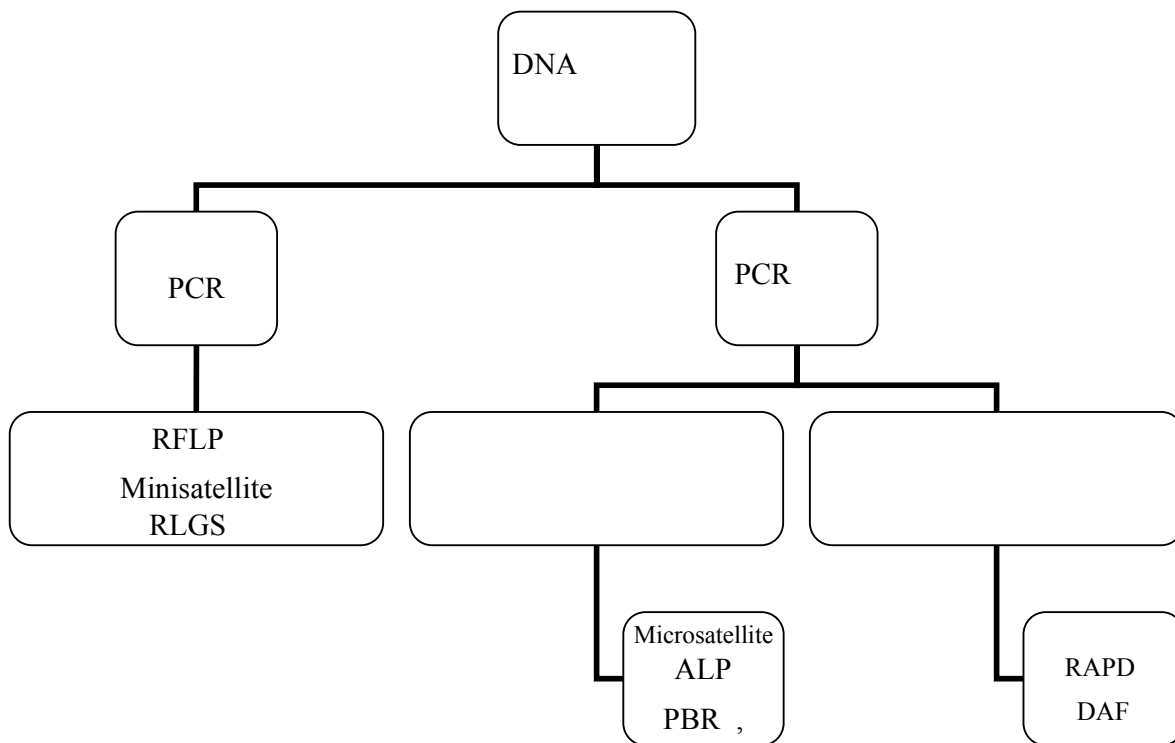 DNA
PCR
PCR
RFLP
Minisatellite
RLGS
Microsatellite
ALP
PBR ,
RAPD
DAF